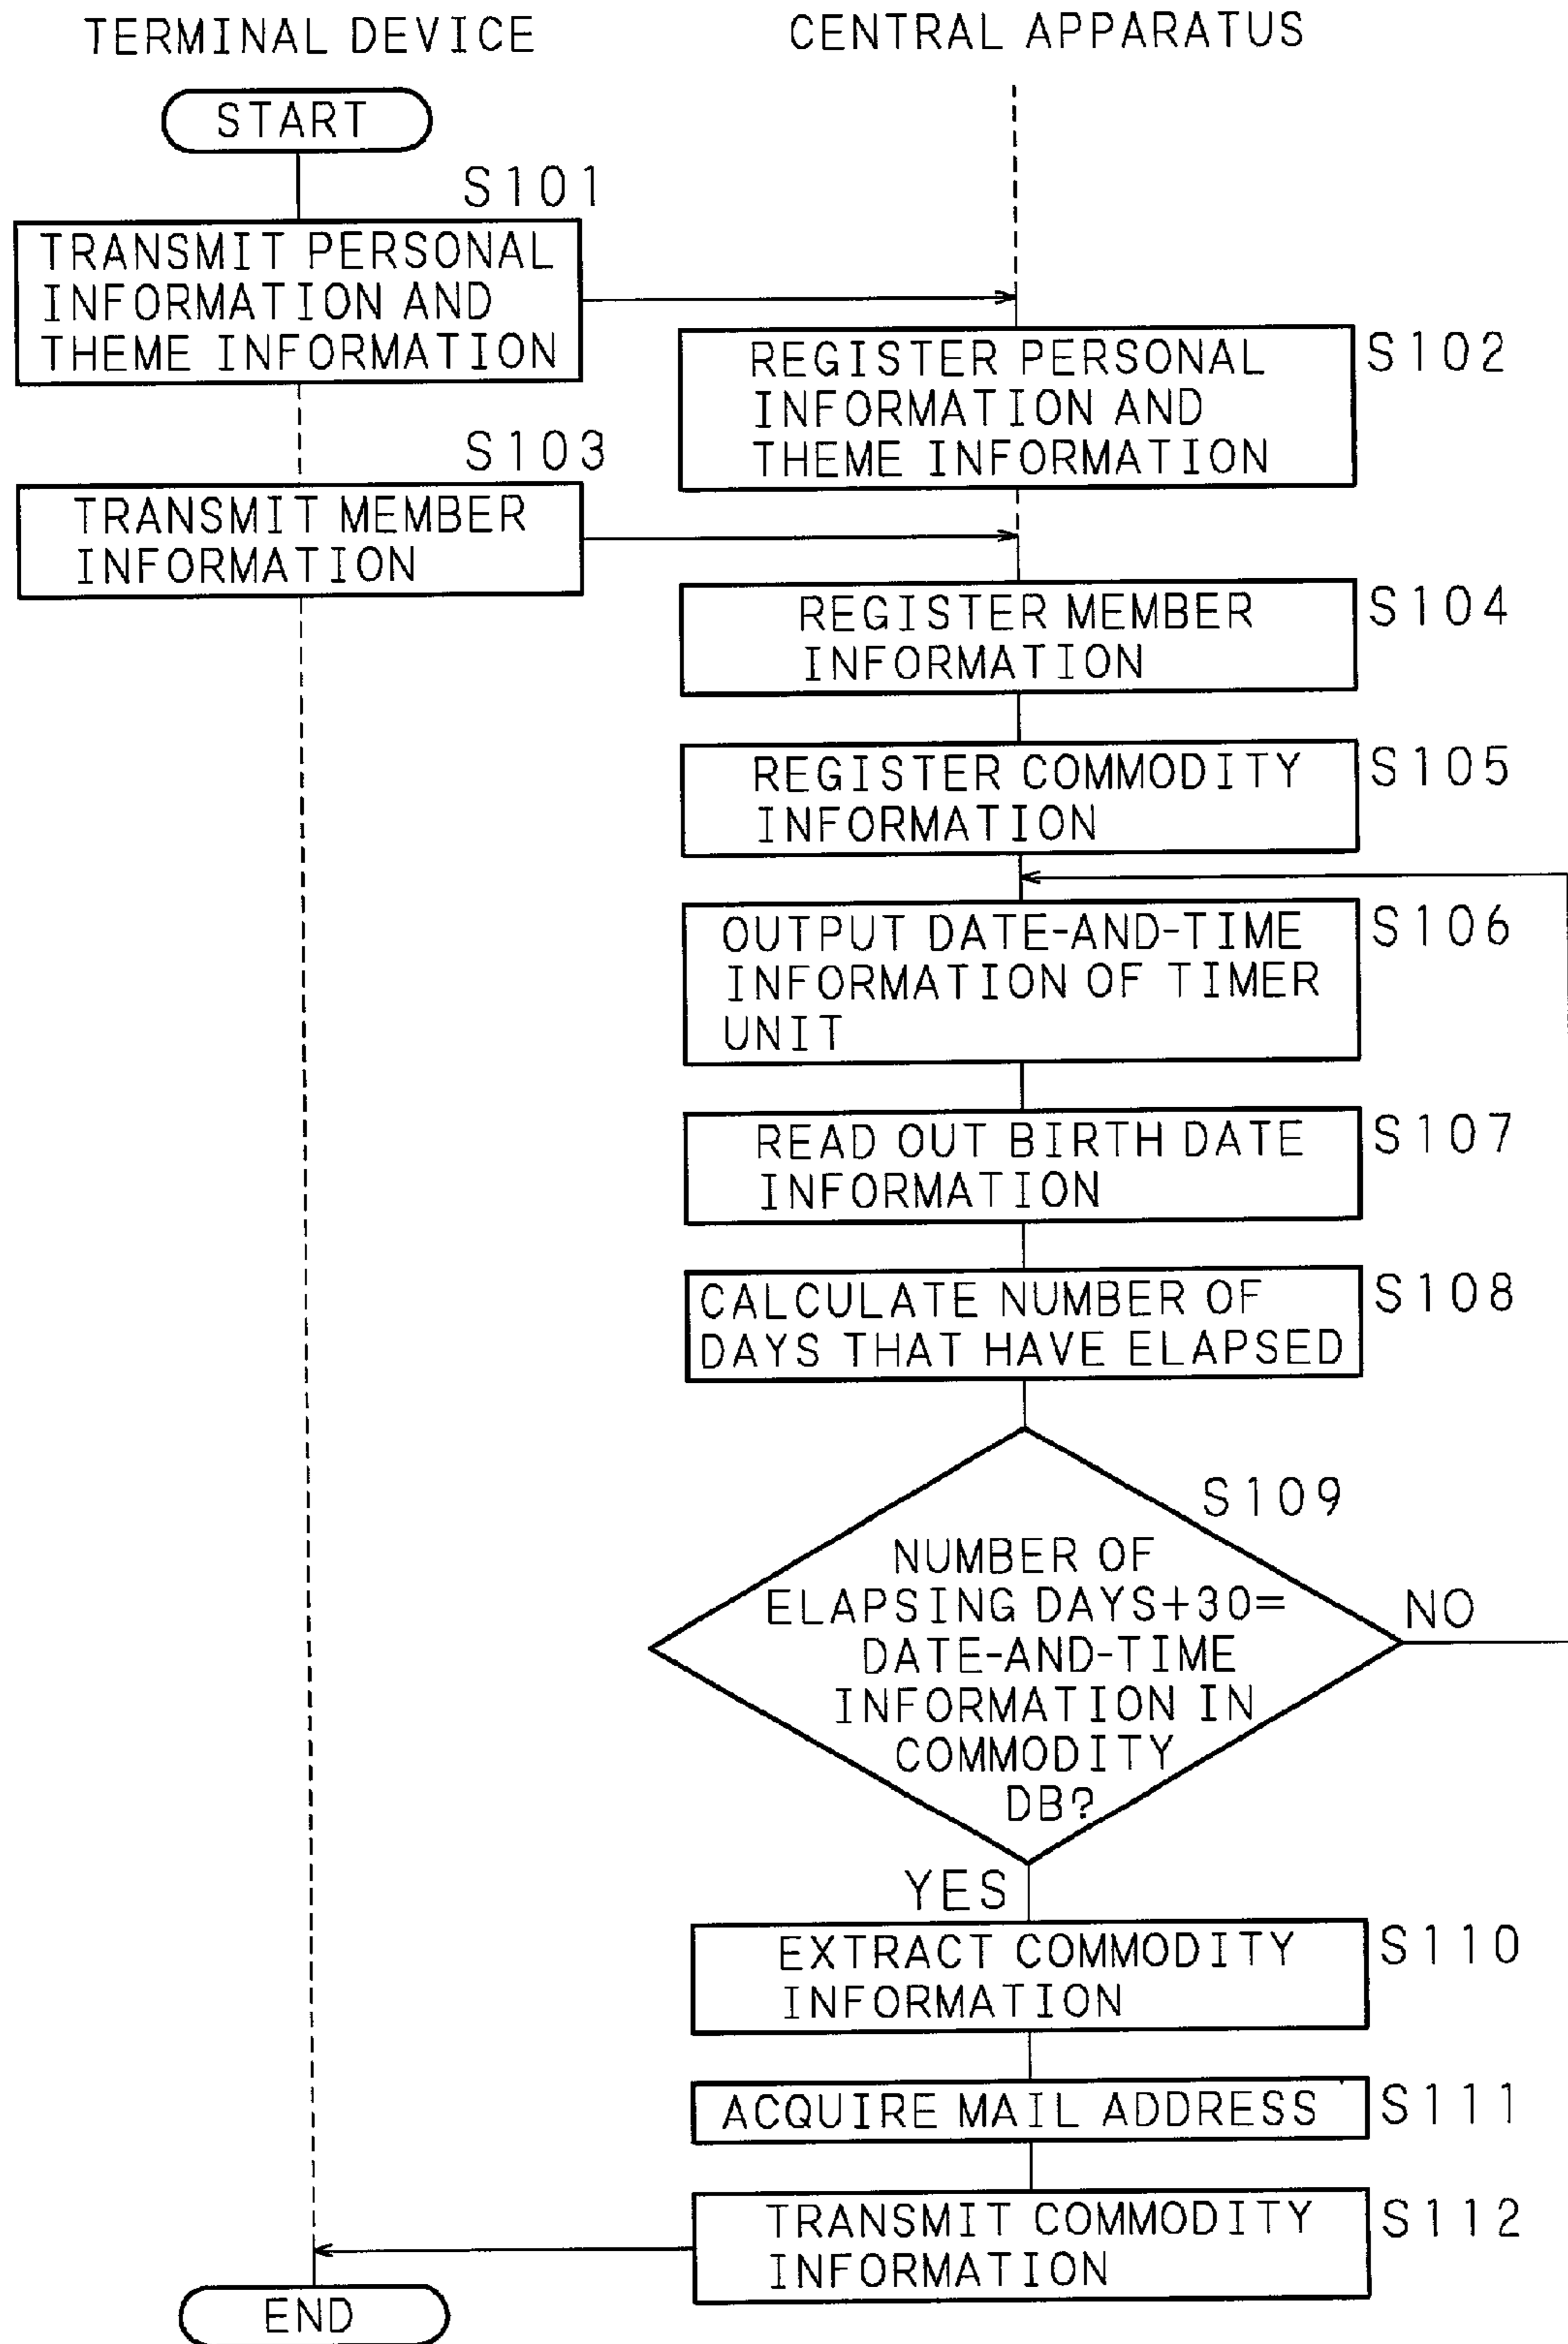 TERMINAL DEVICE
CENTRAL APPARATUS
START
S101
TRANSMIT PERSONAL
INFORMATION AND
THEME INFORMATION
S102
REGISTER PERSONAL
INFORMATION AND
THEME INFORMATION
S103
TRANSMIT MEMBER
INFORMATION
S104
REGISTER MEMBER
INFORMATION
S105
REGISTER COMMODITY
INFORMATION
S106
OUTPUT DATE-AND-TIME
INFORMATION OF TIMER
UNIT
S107
READ OUT BIRTH DATE
INFORMATION
S108
CALCULATE NUMBER OF
DAYS THAT HAVE ELAPSED
S109
NUMBER OF
ELAPSING DAYS+30=
DATE-AND-TIME
INFORMATION IN
COMMODITY
DB?
NO
YES
S110
EXTRACT COMMODITY
INFORMATION
S111
ACQUIRE MAIL ADDRESS
S112
TRANSMIT COMMODITY
INFORMATION
END